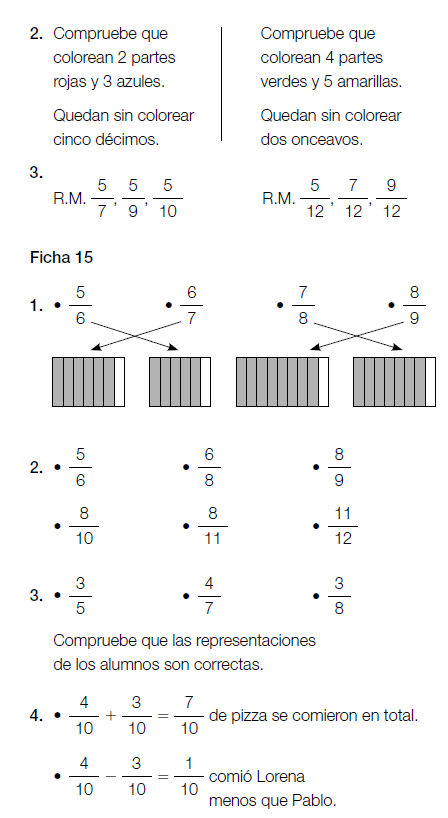 2. Compruebe que
colorean 2 partes
rojas y 3 azules.
Quedan sin colorear
cinco décimos.
Compruebe que
colorean 4 partes
verdes y 5 amarillas.
Quedan sin colorear
dos onceavos.
3.
R.M. 5/7, 5/9, 5/10
R.M. 5/12, 7/12, 9/12
Ficha 15
1. • 5/6 • 6/7 • 7/8 • 8/9
2. • 5/6 • 6/8 • 8/9
• 8/10 • 8/11 • 11/12
3. • 3/5 • 4/7 • 3/8
Compruebe que las representaciones
de los alumnos son correctas.
4. • 4/10 + 3/10 = 7/10 de pizza se comieron en total.
• 4/10 − 3/10 = 1/10 comió Lorena
menos que Pablo.